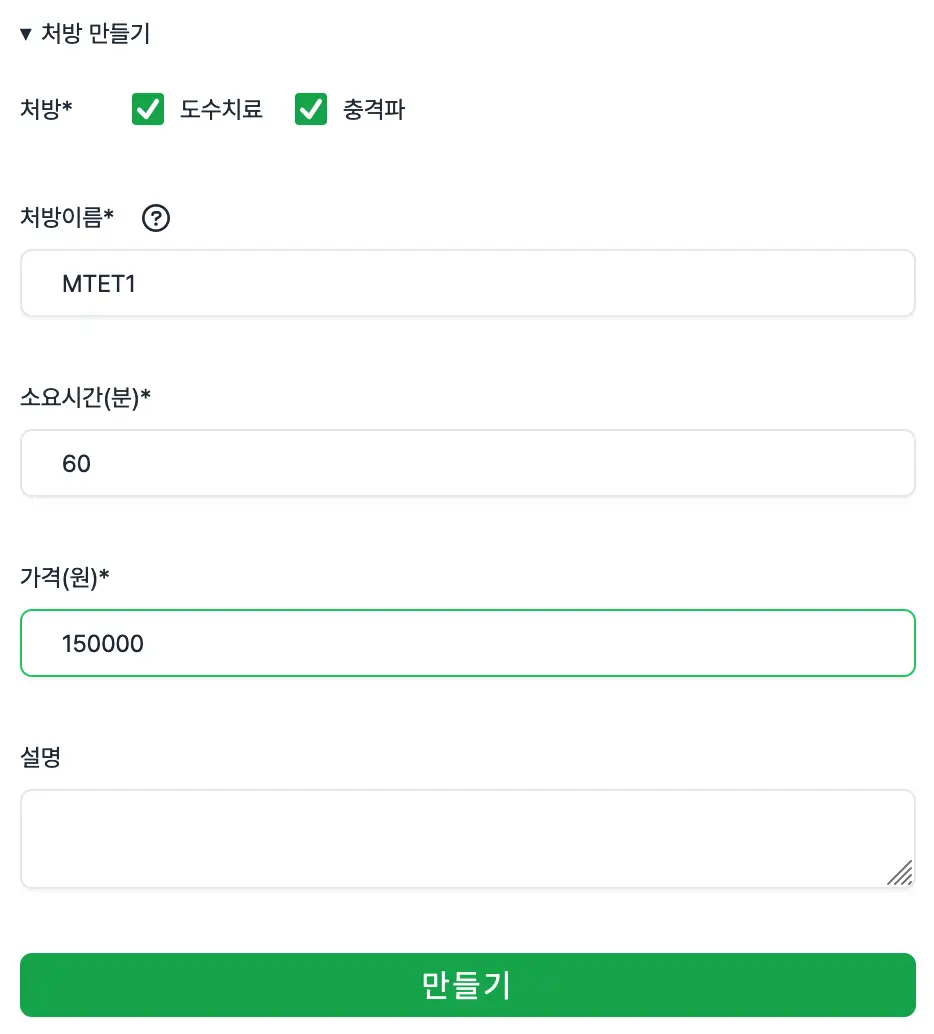 ▼ 처방 만들기
처방* 도수치료 충격파
처방이름* ?
MTET1
소요시간(분)*
60
가격(원)*
150000
설명
만들기